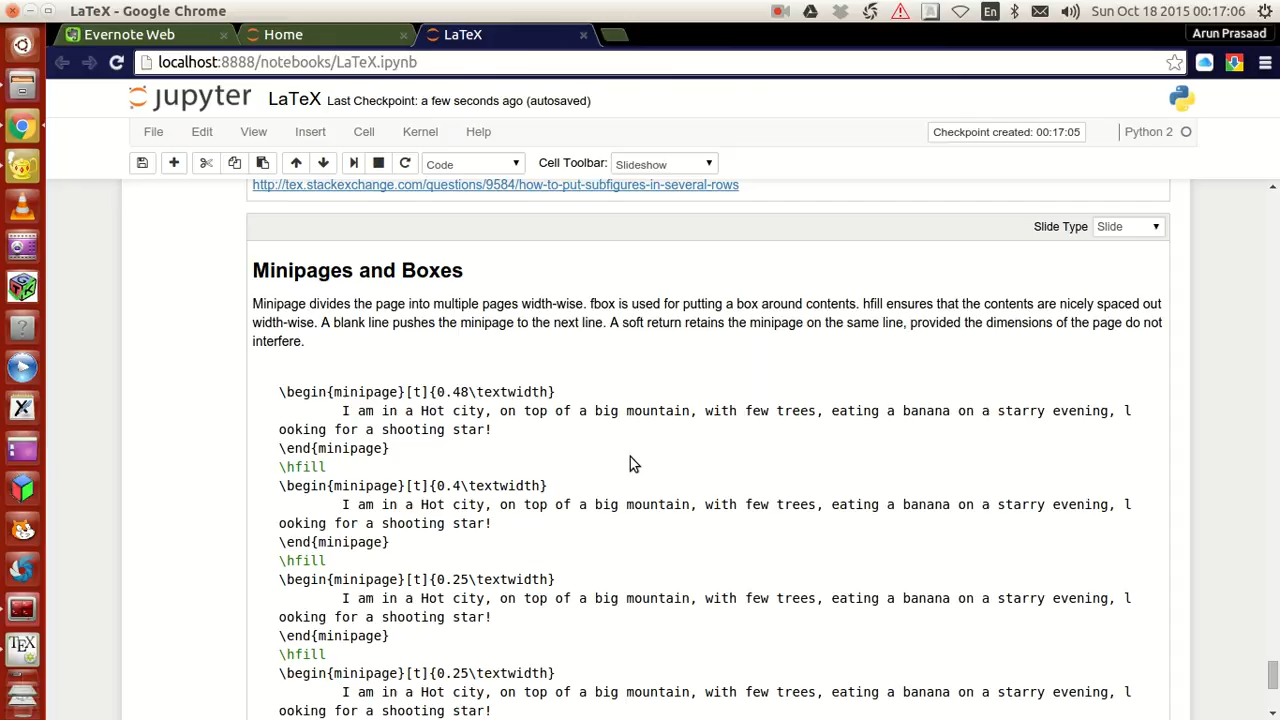 LaTeX - Google Chrome
En
Sun Oct 18 2015 00:17:06
Evernote Web
Home
LaTeX
Arun Prasaad
localhost:8888/notebooks/LaTeX.ipynb
jupyter LaTeX Last Checkpoint: a few seconds ago (autosaved)
File Edit View Insert Cell Kernel Help
Checkpoint created: 00:17:05
Python 2
Code
Cell Toolbar: Slideshow
http://tex.stackexchange.com/questions/9584/how-to-put-subfigures-in-several-rows
Slide Type Slide
Minipages and Boxes
Minipage divides the page into multiple pages width-wise. fbox is used for putting a box around contents. hfill ensures that the contents are nicely spaced out
width-wise. A blank line pushes the minipage to the next line. A soft return retains the minipage on the same line, provided the dimensions of the page do not
interfere.
\begin{minipage}[t]{0.48\textwidth}
I am in a Hot city, on top of a big mountain, with few trees, eating a banana on a starry evening, l
ooking for a shooting star!
\end{minipage}
\hfill
\begin{minipage}[t]{0.4\textwidth}
I am in a Hot city, on top of a big mountain, with few trees, eating a banana on a starry evening, l
ooking for a shooting star!
\end{minipage}
\hfill
\begin{minipage}[t]{0.25\textwidth}
I am in a Hot city, on top of a big mountain, with few trees, eating a banana on a starry evening, l
ooking for a shooting star!
\end{minipage}
\hfill
\begin{minipage}[t]{0.25\textwidth}
I am in a Hot city, on top of a big mountain, with few trees, eating a banana on a starry evening, l
ooking for a shooting star!
TEX